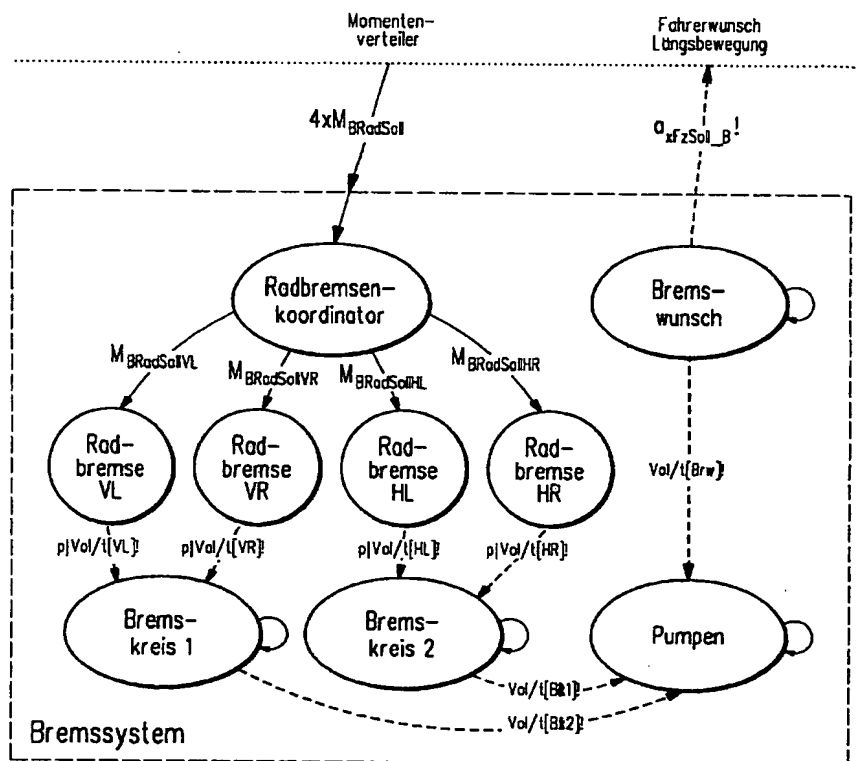 Momenten-
verteiler
Fahrerwunsch
Längsbewegung
4xM_BRadSoll
a_xFzSoll_B!
Radbremsen-
koordinator
Brems-
wunsch
M_BRadSollVL
M_BRadSollVR
M_BRadSollHL
M_BRadSollHR
Rad-
bremse
VL
Rad-
bremse
VR
Rad-
bremse
HL
Rad-
bremse
HR
Vol/t[Brw]!
p|Vol/t[VL]!
p|Vol/t[VR]!
p|Vol/t[HL]!
p|Vol/t[HR]!
Brems-
kreis 1
Brems-
kreis 2
Pumpen
Vol/t[Bk1]!
Vol/t[Bk2]!
Bremssystem